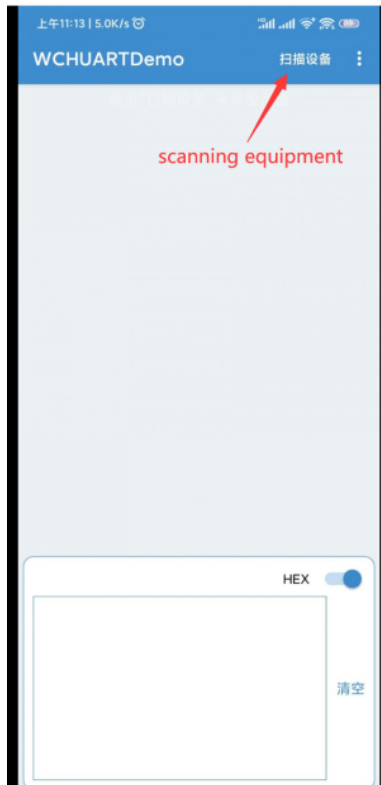 上午11:13 | 5.0K/s
WCHUARTDemo
扫描设备
scanning equipment
HEX
清空